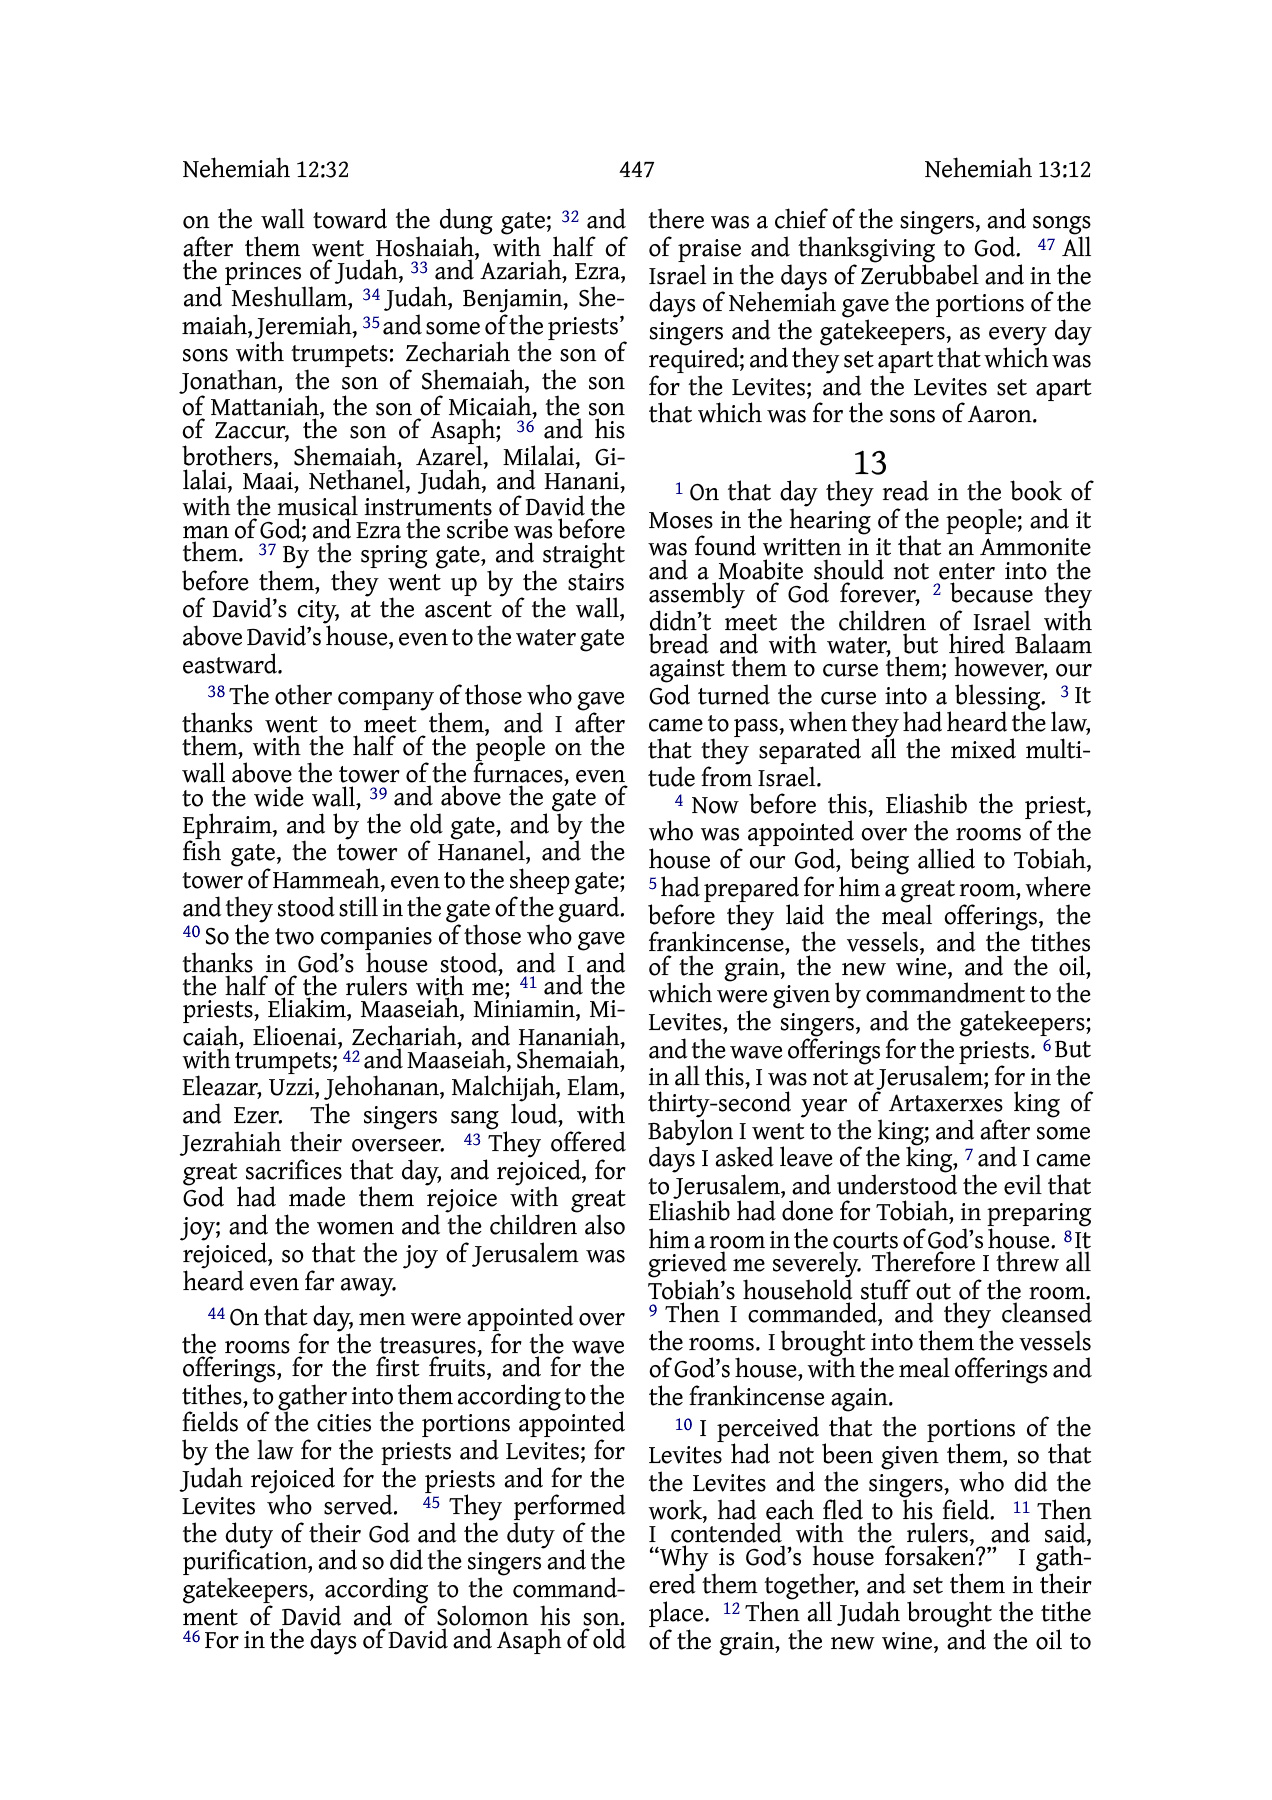 Nehemiah 12:32
447
Nehemiah 13:12
on the wall toward the dung gate; 32 and
after them went Hoshaiah, with half of
the princes of Judah, 33 and Azariah, Ezra,
and Meshullam, 34 Judah, Benjamin, She-
maiah, Jeremiah, 35 and some of the priests’
sons with trumpets: Zechariah the son of
Jonathan, the son of Shemaiah, the son
of Mattaniah, the son of Micaiah, the son
of Zaccur, the son of Asaph; 36 and his
brothers, Shemaiah, Azarel, Milalai, Gi-
lalai, Maai, Nethanel, Judah, and Hanani,
with the musical instruments of David the
man of God; and Ezra the scribe was before
them. 37 By the spring gate, and straight
before them, they went up by the stairs
of David’s city, at the ascent of the wall,
above David’s house, even to the water gate
eastward.
38 The other company of those who gave
thanks went to meet them, and I after
them, with the half of the people on the
wall above the tower of the furnaces, even
to the wide wall, 39 and above the gate of
Ephraim, and by the old gate, and by the
fish gate, the tower of Hananel, and the
tower of Hammeah, even to the sheep gate;
and they stood still in the gate of the guard.
40 So the two companies of those who gave
thanks in God’s house stood, and I and
the half of the rulers with me; 41 and the
priests, Eliakim, Maaseiah, Miniamin, Mi-
caiah, Elioenai, Zechariah, and Hananiah,
with trumpets; 42 and Maaseiah, Shemaiah,
Eleazar, Uzzi, Jehohanan, Malchijah, Elam,
and Ezer. The singers sang loud, with
Jezrahiah their overseer. 43 They offered
great sacrifices that day, and rejoiced, for
God had made them rejoice with great
joy; and the women and the children also
rejoiced, so that the joy of Jerusalem was
heard even far away.
44 On that day, men were appointed over
the rooms for the treasures, for the wave
offerings, for the first fruits, and for the
tithes, to gather into them according to the
fields of the cities the portions appointed
by the law for the priests and Levites; for
Judah rejoiced for the priests and for the
Levites who served. 45 They performed
the duty of their God and the duty of the
purification, and so did the singers and the
gatekeepers, according to the command-
ment of David and of Solomon his son.
46 For in the days of David and Asaph of old
there was a chief of the singers, and songs
of praise and thanksgiving to God. 47 All
Israel in the days of Zerubbabel and in the
days of Nehemiah gave the portions of the
singers and the gatekeepers, as every day
required; and they set apart that which was
for the Levites; and the Levites set apart
that which was for the sons of Aaron.
13
1 On that day they read in the book of
Moses in the hearing of the people; and it
was found written in it that an Ammonite
and a Moabite should not enter into the
assembly of God forever, 2 because they
didn’t meet the children of Israel with
bread and with water, but hired Balaam
against them to curse them; however, our
God turned the curse into a blessing. 3 It
came to pass, when they had heard the law,
that they separated all the mixed multi-
tude from Israel.
4 Now before this, Eliashib the priest,
who was appointed over the rooms of the
house of our God, being allied to Tobiah,
5 had prepared for him a great room, where
before they laid the meal offerings, the
frankincense, the vessels, and the tithes
of the grain, the new wine, and the oil,
which were given by commandment to the
Levites, the singers, and the gatekeepers;
and the wave offerings for the priests. 6 But
in all this, I was not at Jerusalem; for in the
thirty-second year of Artaxerxes king of
Babylon I went to the king; and after some
days I asked leave of the king, 7 and I came
to Jerusalem, and understood the evil that
Eliashib had done for Tobiah, in preparing
him a room in the courts of God’s house. 8 It
grieved me severely. Therefore I threw all
Tobiah’s household stuff out of the room.
9 Then I commanded, and they cleansed
the rooms. I brought into them the vessels
of God’s house, with the meal offerings and
the frankincense again.
10 I perceived that the portions of the
Levites had not been given them, so that
the Levites and the singers, who did the
work, had each fled to his field. 11 Then
I contended with the rulers, and said,
“Why is God’s house forsaken?” I gath-
ered them together, and set them in their
place. 12 Then all Judah brought the tithe
of the grain, the new wine, and the oil to